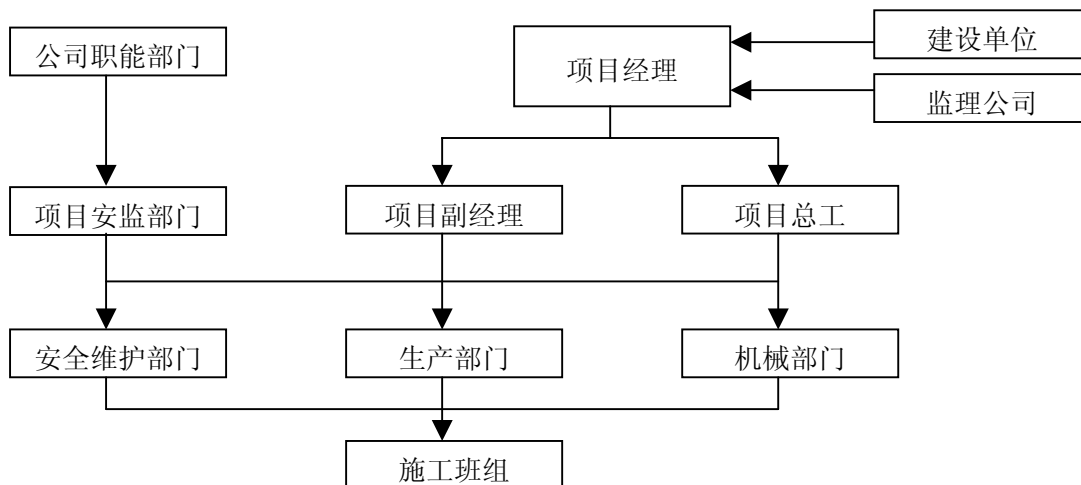 公司职能部门
项目经理
建设单位
监理公司
项目安监部门
项目副经理
项目总工
安全维护部门
生产部门
机械部门
施工班组